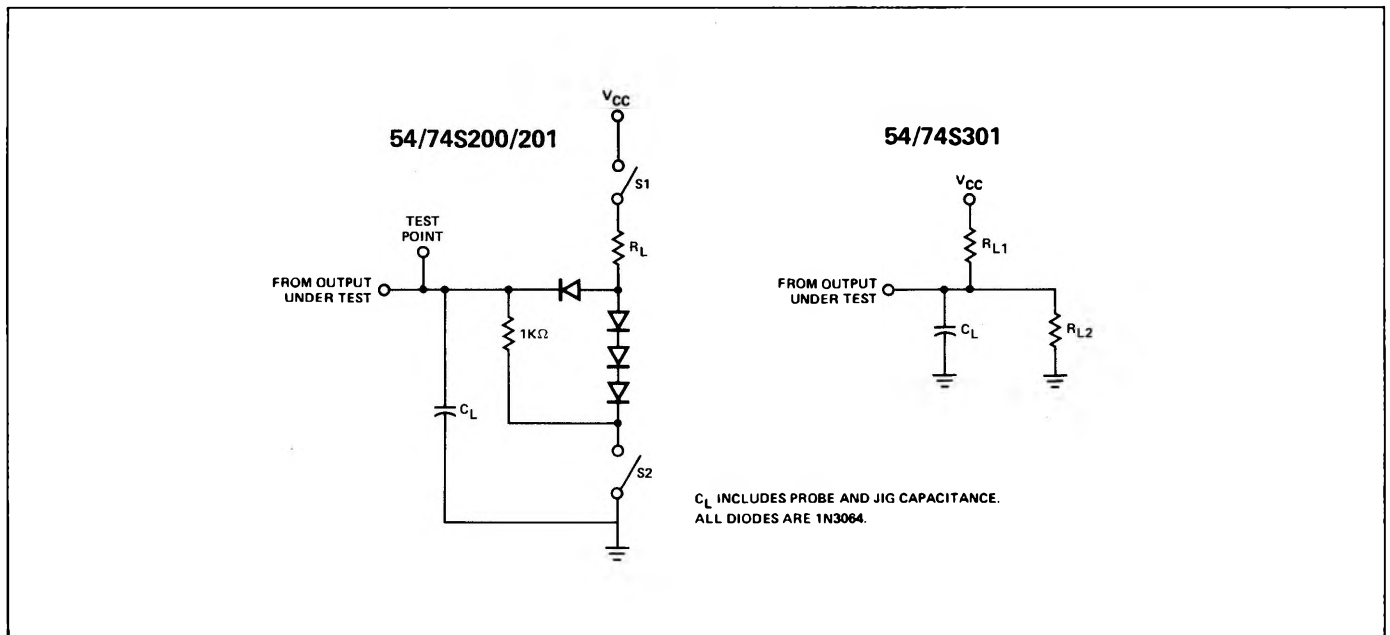 54/74S200/201
VCC
S1
RL
TEST
POINT
FROM OUTPUT
UNDER TEST
1KΩ
CL
S2
54/74S301
VCC
RL1
FROM OUTPUT
UNDER TEST
CL
RL2
CL INCLUDES PROBE AND JIG CAPACITANCE.
ALL DIODES ARE 1N3064.